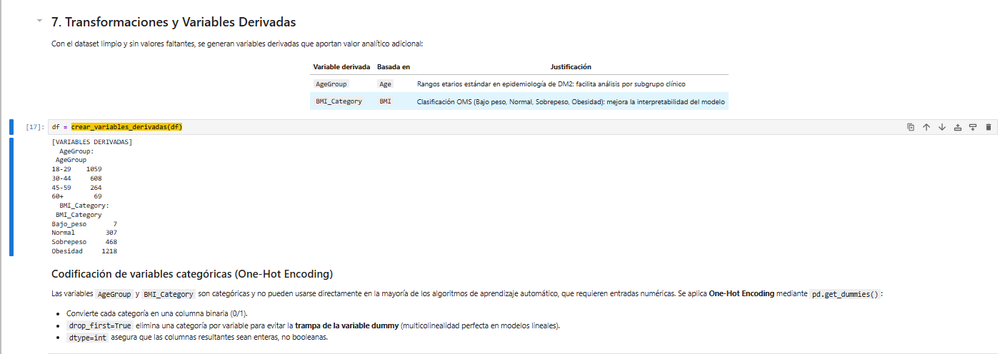 7. Transformaciones y Variables Derivadas
Con el dataset limpio y sin valores faltantes, se generan variables derivadas que aportan valor analítico adicional:
Variable derivada Basada en Justificación
AgeGroup Age Rangos etarios estándar en epidemiología de DM2: facilita análisis por subgrupo clínico
BMI_Category BMI Clasificación OMS (Bajo peso, Normal, Sobrepeso, Obesidad): mejora la interpretabilidad del modelo
[17]: df = crear_variables_derivadas(df)
[VARIABLES DERIVADAS]
AgeGroup:
AgeGroup
18-29 1059
30-44 608
45-59 264
60+ 69
BMI_Category:
BMI_Category
Bajo_peso 7
Normal 307
Sobrepeso 468
Obesidad 1218
Codificación de variables categóricas (One-Hot Encoding)
Las variables AgeGroup y BMI_Category son categóricas y no pueden usarse directamente en la mayoría de los algoritmos de aprendizaje automático, que requieren entradas numéricas. Se aplica One-Hot Encoding mediante pd.get_dummies() :
• Convierte cada categoría en una columna binaria (0/1).
• drop_first=True elimina una categoría por variable para evitar la trampa de la variable dummy (multicolinealidad perfecta en modelos lineales).
• dtype=int asegura que las columnas resultantes sean enteras, no booleanas.